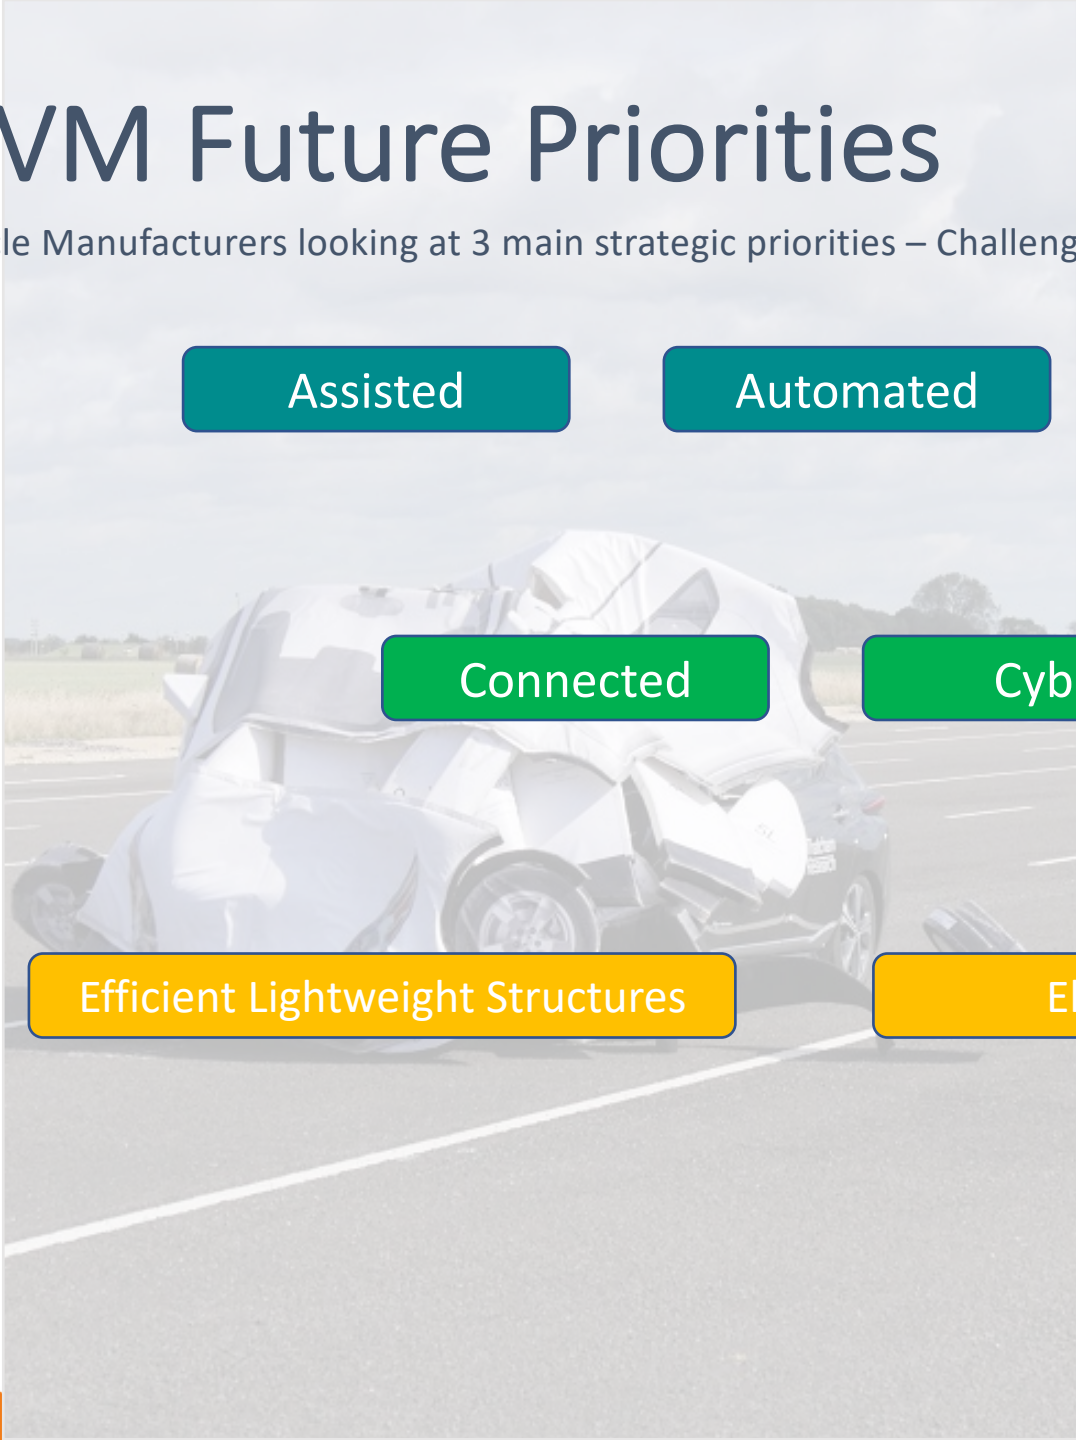 VM Future Priorities
le Manufacturers looking at 3 main strategic priorities – Challeng
Assisted Automated
Connected Cyb
Efficient Lightweight Structures El